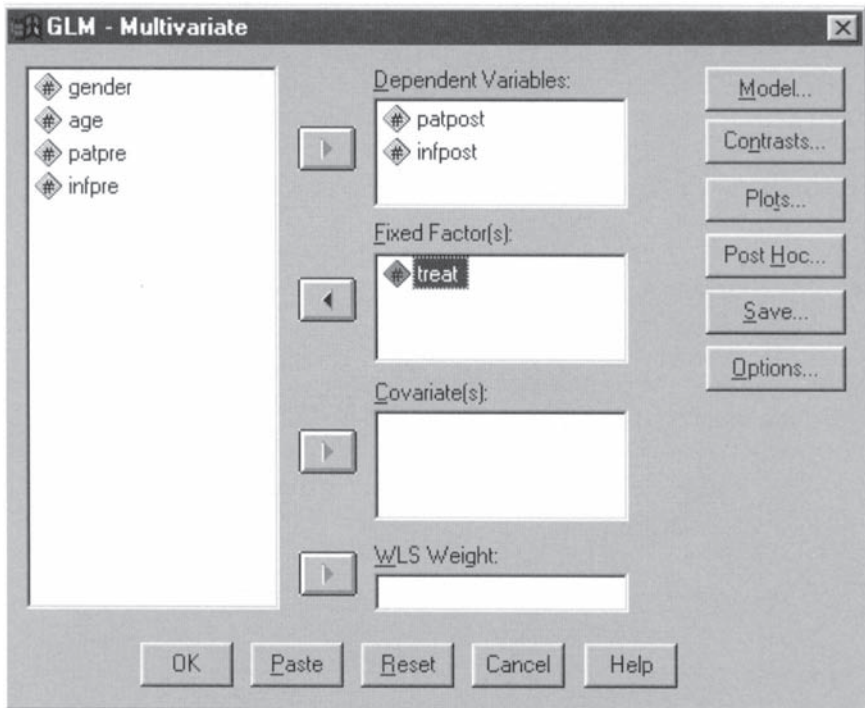 GLM - Multivariate
gender
age
patpre
infpre
Dependent Variables:
patpost
infpost
Fixed Factor(s):
treat
Covariate(s):
WLS Weight:
Model...
Contrasts...
Plots...
Post Hoc...
Save...
Options...
OK
Paste
Reset
Cancel
Help